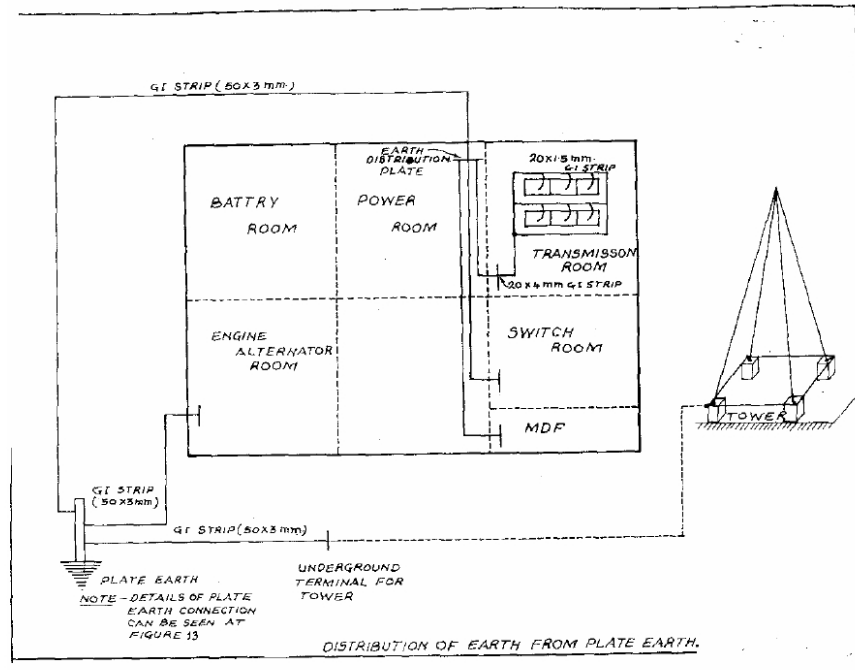 GI STRIP (50X3 mm.)
EARTH
DISTRIBUTION
PLATE
20X1.5 mm.
GI STRIP
BATTRY
ROOM
POWER
ROOM
TRANSMISSON
ROOM
20X4 mm GI STRIP
ENGINE
ALTERNATOR
ROOM
SWITCH
ROOM
MDF
TOWER
GI STRIP
(50X3mm)
GI STRIP (50X3 mm)
UNDERGROUND
TERMINAL FOR
TOWER
PLATE EARTH
NOTE - DETAILS OF PLATE
EARTH CONNECTION
CAN BE SEEN AT
FIGURE 13
DISTRIBUTION OF EARTH FROM PLATE EARTH.